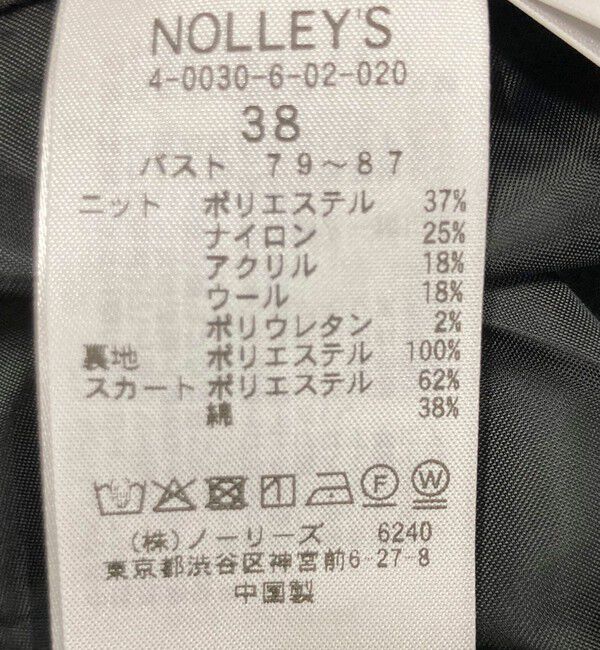 NOLLEY'S
4-0030-6-02-020
38
バスト 79～87
ニット ポリエステル 37%
ナイロン 25%
アクリル 18%
ウール 18%
ポリウレタン 2%
裏地 ポリエステル 100%
スカート ポリエステル 62%
綿 38%
F W
(株)ノーリーズ 6240
東京都渋谷区神宮前6-27-8
中国製